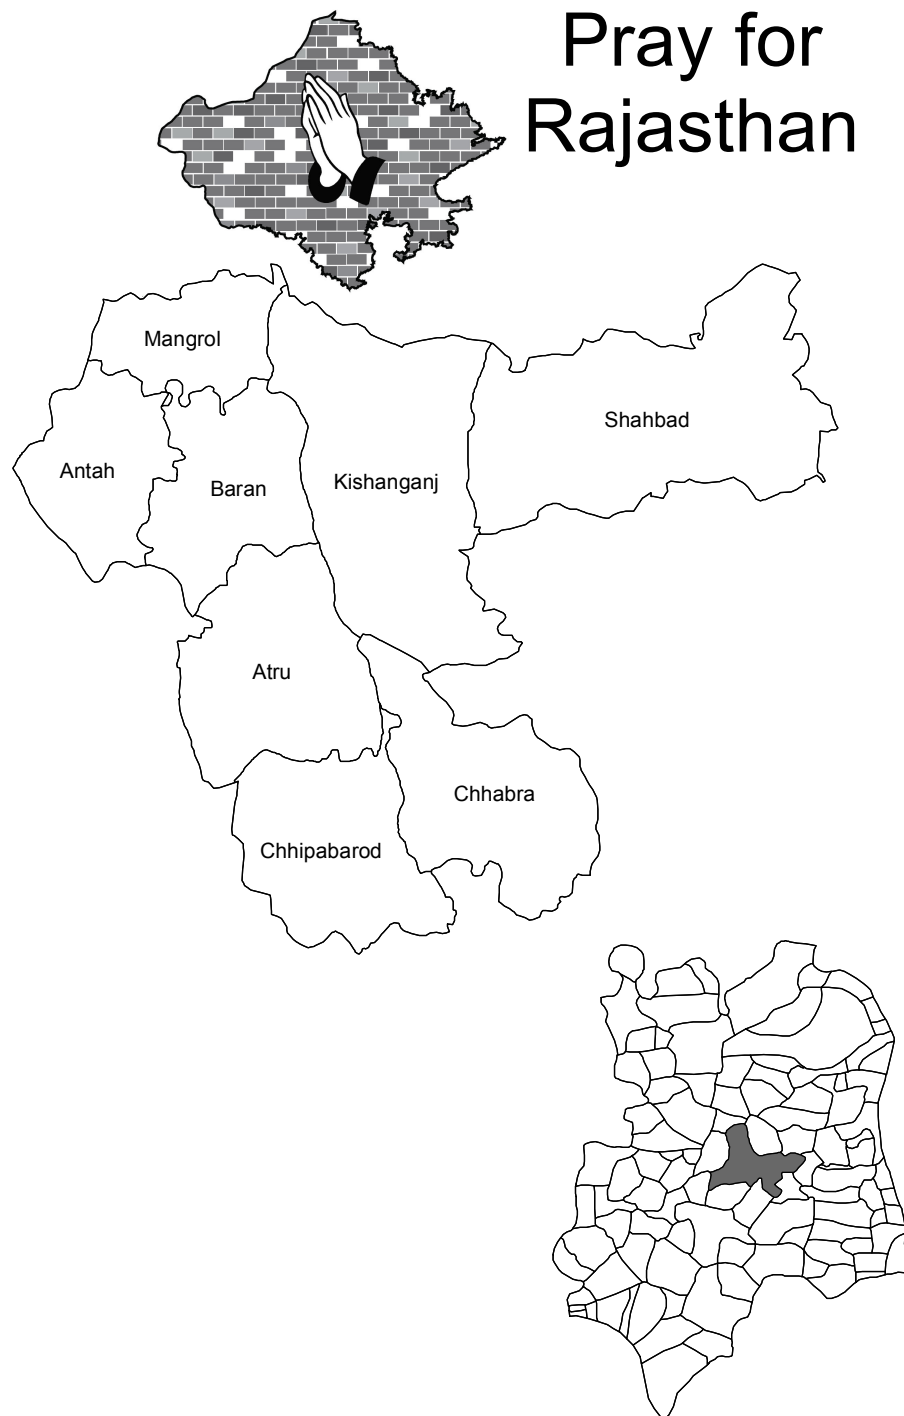 Pray for
Rajasthan
Mangrol
Shahbad
Antah
Baran
Kishanganj
Atru
Chhabra
Chhipabarod